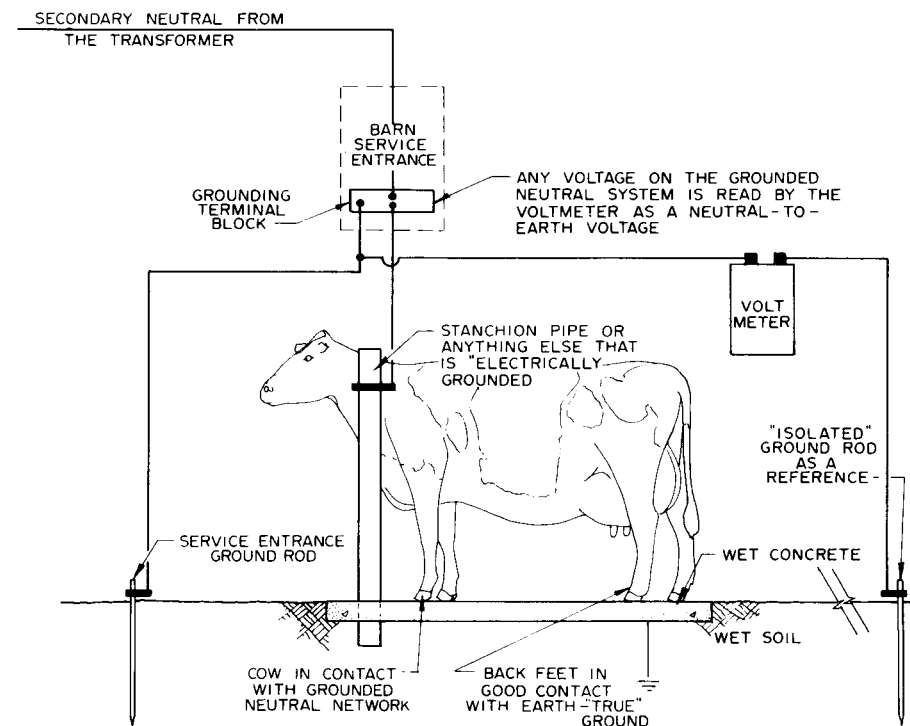 SECONDARY NEUTRAL FROM
THE TRANSFORMER
BARN
SERVICE
ENTRANCE
GROUNDING
TERMINAL
BLOCK
ANY VOLTAGE ON THE GROUNDED
NEUTRAL SYSTEM IS READ BY THE
VOLTMETER AS A NEUTRAL-TO-
EARTH VOLTAGE
VOLT
METER
STANCHION PIPE OR
ANYTHING ELSE THAT
IS "ELECTRICALLY
GROUNDED
"ISOLATED"
GROUND ROD
AS A
REFERENCE
SERVICE ENTRANCE
GROUND ROD
WET CONCRETE
WET SOIL
COW IN CONTACT
WITH GROUNDED
NEUTRAL NETWORK
BACK FEET IN
GOOD CONTACT
WITH EARTH-"TRUE"
GROUND